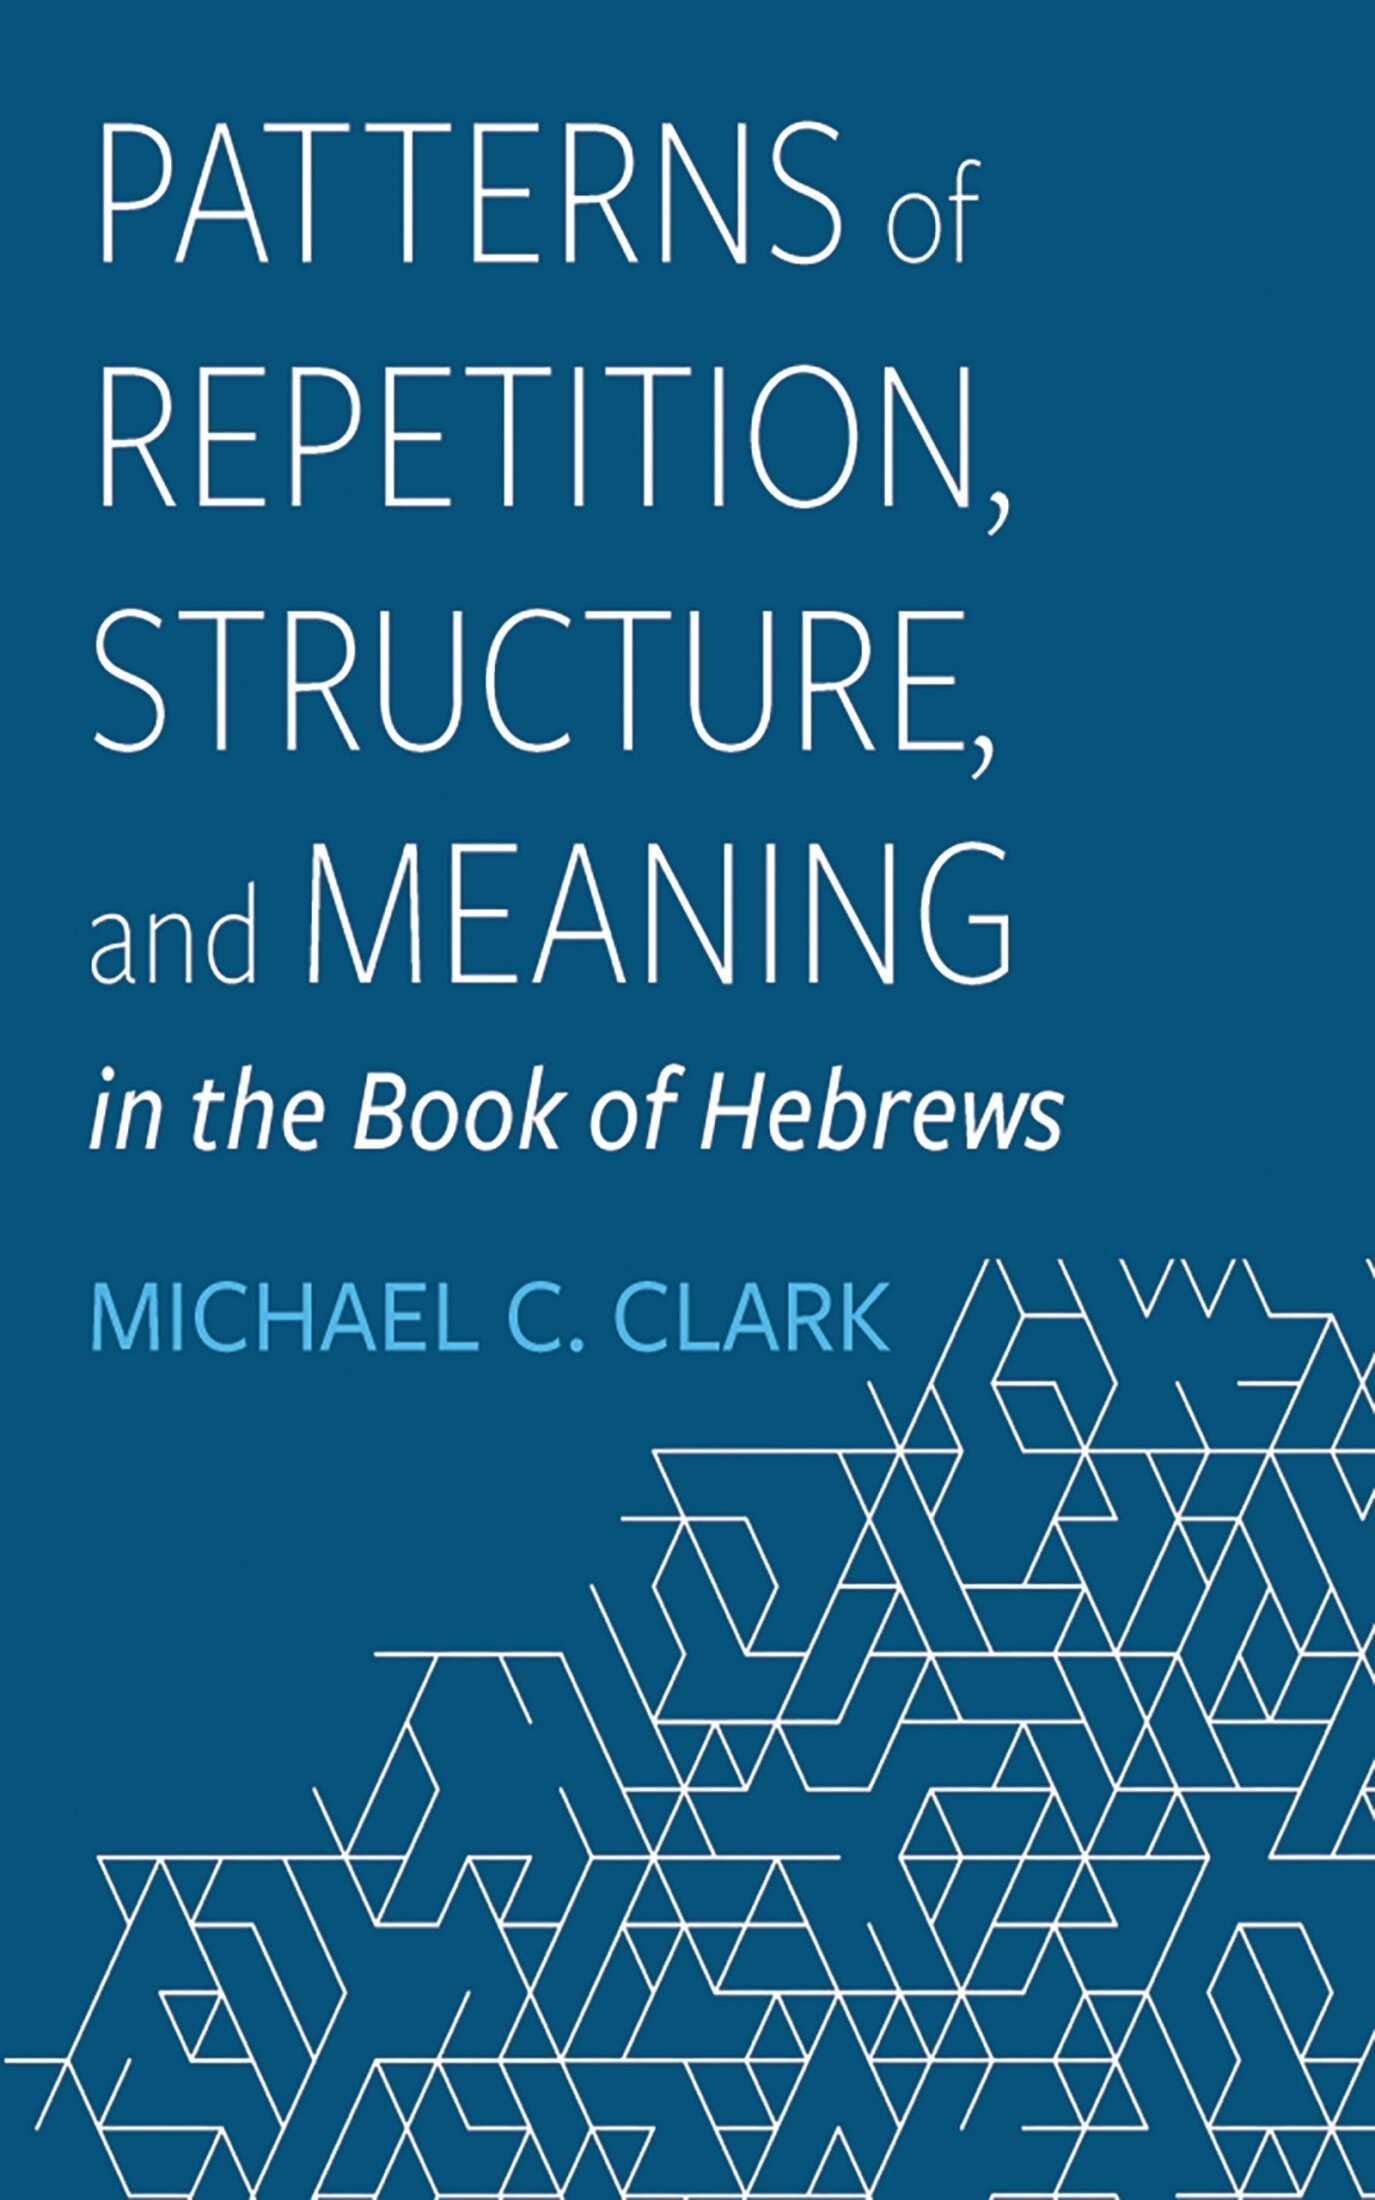 PATTERNS of
REPETITION,
STRUCTURE,
and MEANING
in the Book of Hebrews
MICHAEL C. CLARK